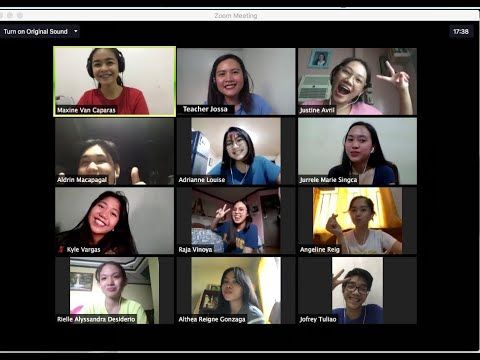 Zoom Meeting
Turn on Original Sound
17:38
Maxine Van Caparas
Teacher Jossa
Justine Avril
Aldrin Macapagal
Adrianne Louise
Jurrele Marie Singca
Kyle Vargas
Raja Vinoya
Angeline Reig
Rielle Alyssandra Desiderio
Althea Reigne Gonzaga
Jofrey Tuliao